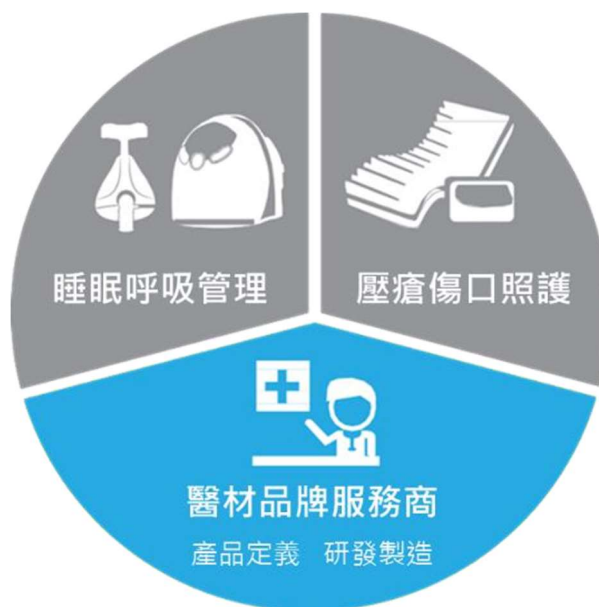 睡眠呼吸管理
壓瘡傷口照護
醫材品牌服務商
產品定義 研發製造